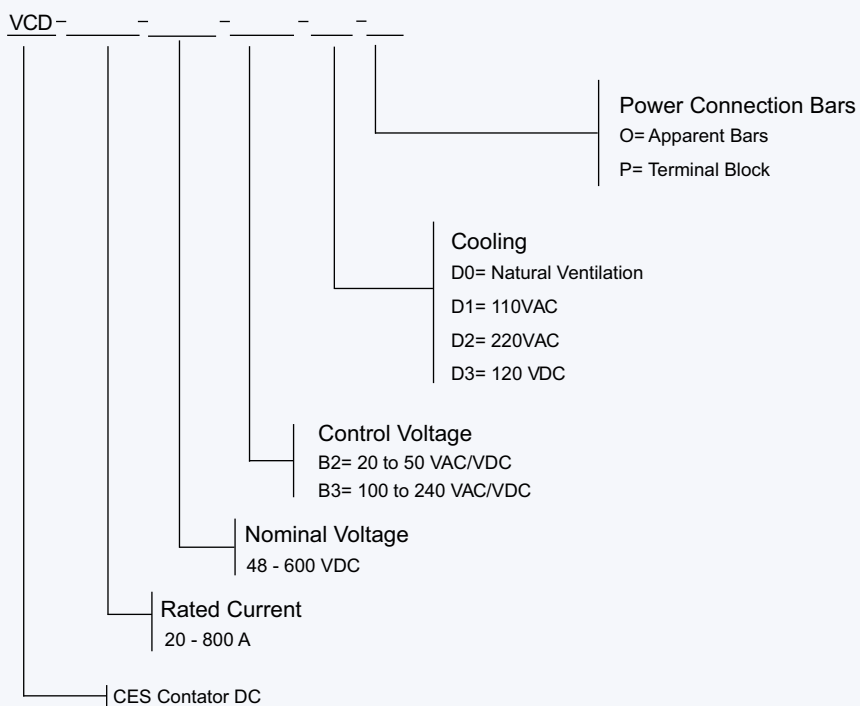 VCD - - - - -
Power Connection Bars
O= Apparent Bars
P= Terminal Block
Cooling
D0= Natural Ventilation
D1= 110VAC
D2= 220VAC
D3= 120 VDC
Control Voltage
B2= 20 to 50 VAC/VDC
B3= 100 to 240 VAC/VDC
Nominal Voltage
48 - 600 VDC
Rated Current
20 - 800 A
CES Contator DC